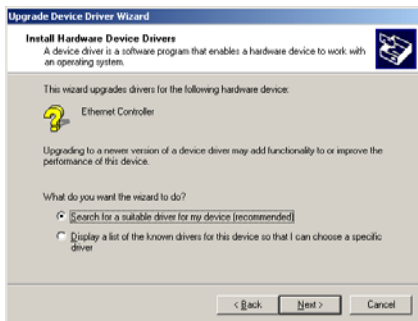 Upgrade Device Driver Wizard
Install Hardware Device Drivers
A device driver is a software program that enables a hardware device to work with
an operating system.
This wizard upgrades drivers for the following hardware device:
Ethernet Controller
Upgrading to a newer version of a device driver may add functionality to or improve the
performance of this device.
What do you want the wizard to do?
Search for a suitable driver for my device (recommended)
Display a list of the known drivers for this device so that I can choose a specific
driver
< Back
Next >
Cancel